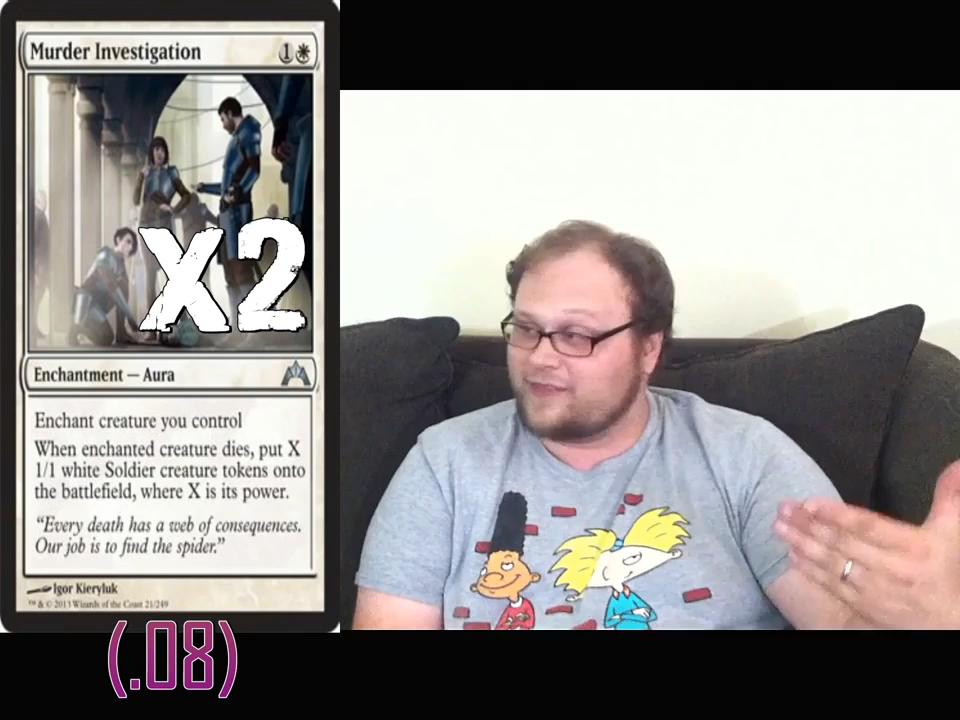 Murder Investigation 1
X2
Enchantment — Aura
Enchant creature you control
When enchanted creature dies, put X
1/1 white Soldier creature tokens onto
the battlefield, where X is its power.
“Every death has a web of consequences.
Our job is to find the spider.”
Igor Kieryluk
™ & © 2013 Wizards of the Coast 21/249
(.08)